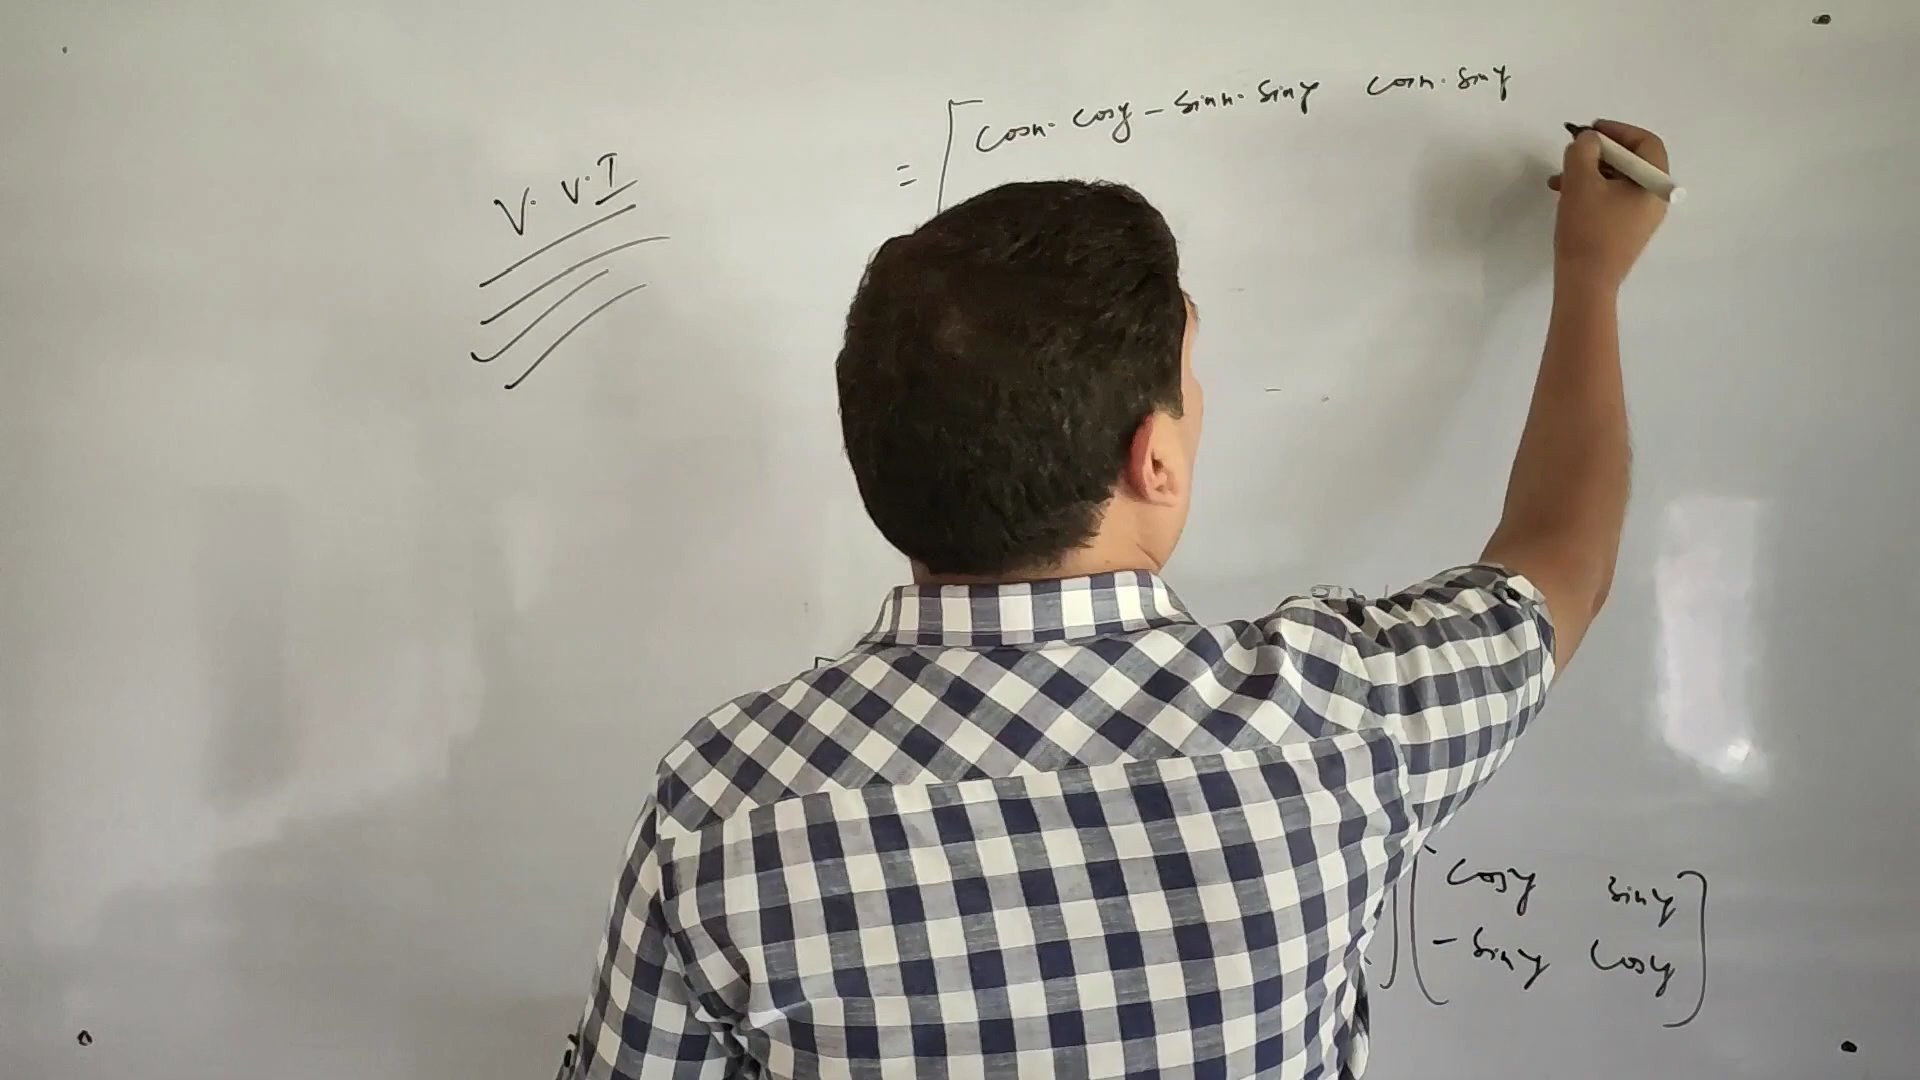 V. V. I
= [ cosx. cosy - sinx. siny cosx. siny
] [ cosy siny
- siny cosy ]